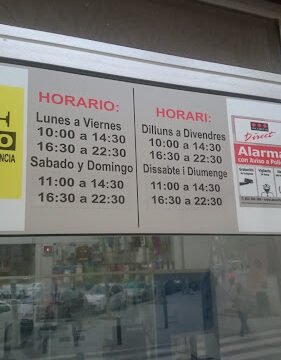 HORARIO:
Lunes a Viernes
10:00 a 14:30
16:30 a 22:30
Sabado y Domingo
11:00 a 14:30
16:30 a 22:30
HORARI:
Dilluns a Divendres
10:00 a 14:30
16:30 a 22:30
Dissabte i Diumenge
11:00 a 14:30
16:30 a 22:30
Direct
Alarma
con Aviso a Poli